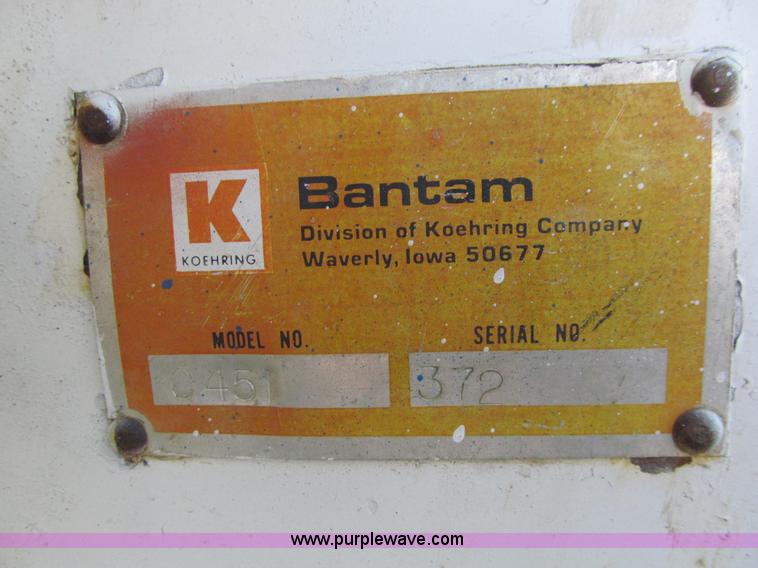 K
KOEHRING
Bantam
Division of Koehring Company
Waverly, Iowa 50677
MODEL NO. SERIAL NO.
C451 372
www.purplewave.com